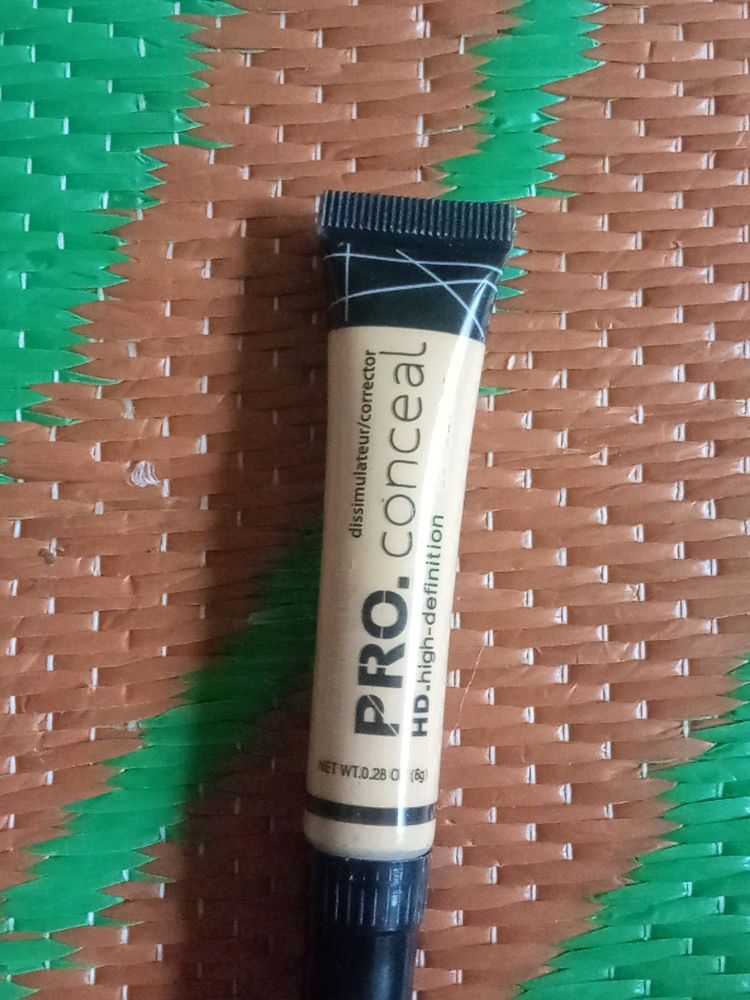 dissimulateur/corrector
PRO.conceal
HD.high-definition
NET WT.0.28 O (8g)